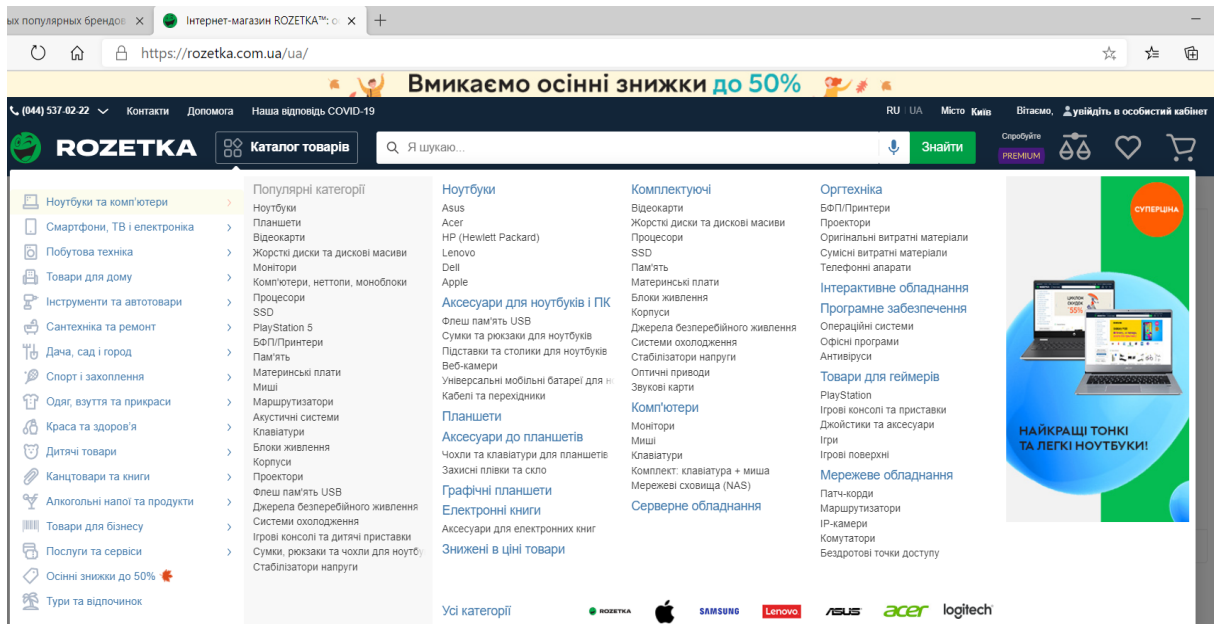 ых популярных брендов
Інтернет-магазин ROZETKA™: о
https://rozetka.com.ua/ua/
Вмикаємо осінні знижки до 50%
(044) 537-02-22 Контакти Допомога Наша відповідь COVID-19 RU UA Місто Київ Вітаємо, увійдіть в особистий кабінет
ROZETKA Каталог товарів Я шукаю... Знайти Спробуйте
PREMIUM
Ноутбуки та комп'ютери
Смартфони, ТВ і електроніка
Побутова техніка
Товари для дому
Інструменти та автотовари
Сантехніка та ремонт
Дача, сад і город
Спорт і захоплення
Одяг, взуття та прикраси
Краса та здоров'я
Дитячі товари
Канцтовари та книги
Алкогольні напої та продукти
Товари для бізнесу
Послуги та сервіси
Осінні знижки до 50%
Тури та відпочинок
Популярні категорії
Ноутбуки
Планшети
Відеокарти
Жорсткі диски та дискові масиви
Монітори
Комп'ютери, неттопи, моноблоки
Процесори
SSD
PlayStation 5
БФП/Принтери
Пам'ять
Материнські плати
Миші
Маршрутизатори
Акустичні системи
Клавіатури
Блоки живлення
Корпуси
Проектори
Флеш пам'ять USB
Джерела безперебійного живлення
Системи охолодження
Ігрові консолі та дитячі приставки
Сумки, рюкзаки та чохли для ноутбу
Стабілізатори напруги
Ноутбуки
Asus
Acer
HP (Hewlett Packard)
Lenovo
Dell
Apple
Аксесуари для ноутбуків і ПК
Флеш пам'ять USB
Сумки та рюкзаки для ноутбуків
Підставки та столики для ноутбуків
Веб-камери
Універсальні мобільні батареї для но
Кабелі та перехідники
Планшети
Аксесуари до планшетів
Чохли та клавіатури для планшетів
Захисні плівки та скло
Графічні планшети
Електронні книги
Аксесуари для електронних книг
Знижені в ціні товари
Комплектуючі
Відеокарти
Жорсткі диски та дискові масиви
Процесори
SSD
Пам'ять
Материнські плати
Блоки живлення
Корпуси
Джерела безперебійного живлення
Системи охолодження
Стабілізатори напруги
Оптичні приводи
Звукові карти
Комп'ютери
Монітори
Миші
Клавіатури
Комплект: клавіатура + миша
Мережеві сховища (NAS)
Серверне обладнання
Оргтехніка
БФП/Принтери
Проектори
Оригінальні витратні матеріали
Сумісні витратні матеріали
Телефонні апарати
Інтерактивне обладнання
Програмне забезпечення
Операційні системи
Офісні програми
Антивіруси
Товари для геймерів
PlayStation
Ігрові консолі та приставки
Джойстики та аксесуари
Ігри
Ігрові поверхні
Мережеве обладнання
Патч-корди
Маршрутизатори
IP-камери
Комутатори
Бездротові точки доступу
СУПЕРЦІНА
НАЙКРАЩІ ТОНКІ
ТА ЛЕГКІ НОУТБУКИ!
Усі категорії ROZETKA SAMSUNG Lenovo ASUS acer logitech